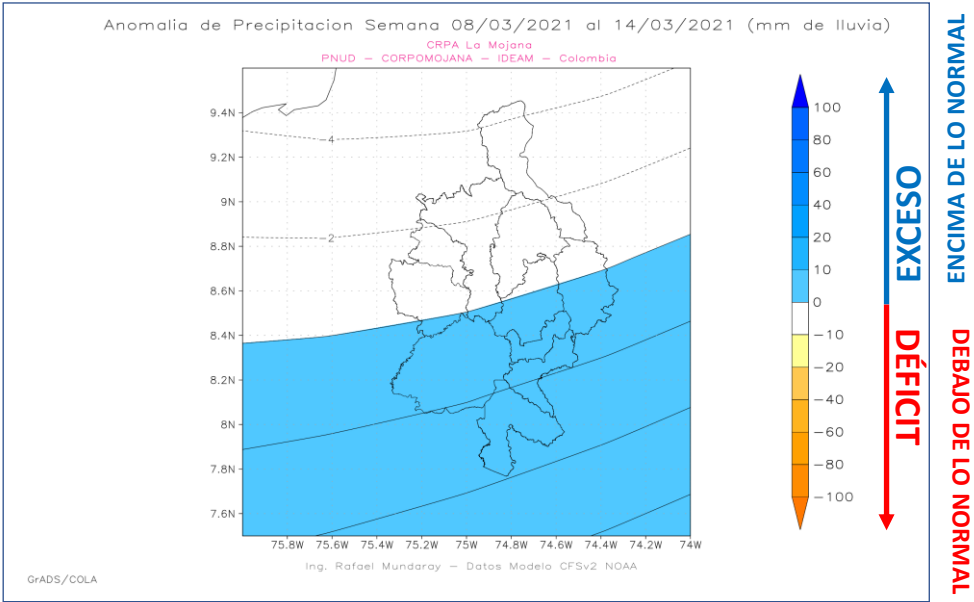 Anomalia de Precipitacion Semana 08/03/2021 al 14/03/2021 (mm de lluvia)
CRPA La Mojana
PNUD – CORPOMOJANA – IDEAM – Colombia
9.4N
9.2N
9N
8.8N
8.6N
8.4N
8.2N
8N
7.8N
7.6N
-4
-2
75.8W 75.6W 75.4W 75.2W 75W 74.8W 74.6W 74.4W 74.2W 74W
Ing. Rafael Mundaray – Datos Modelo CFSv2 NOAA
GrADS/COLA
100
80
60
40
20
10
0
-10
-20
-40
-60
-80
-100
EXCESO
DÉFICIT
ENCIMA DE LO NORMAL
DEBAJO DE LO NORMAL